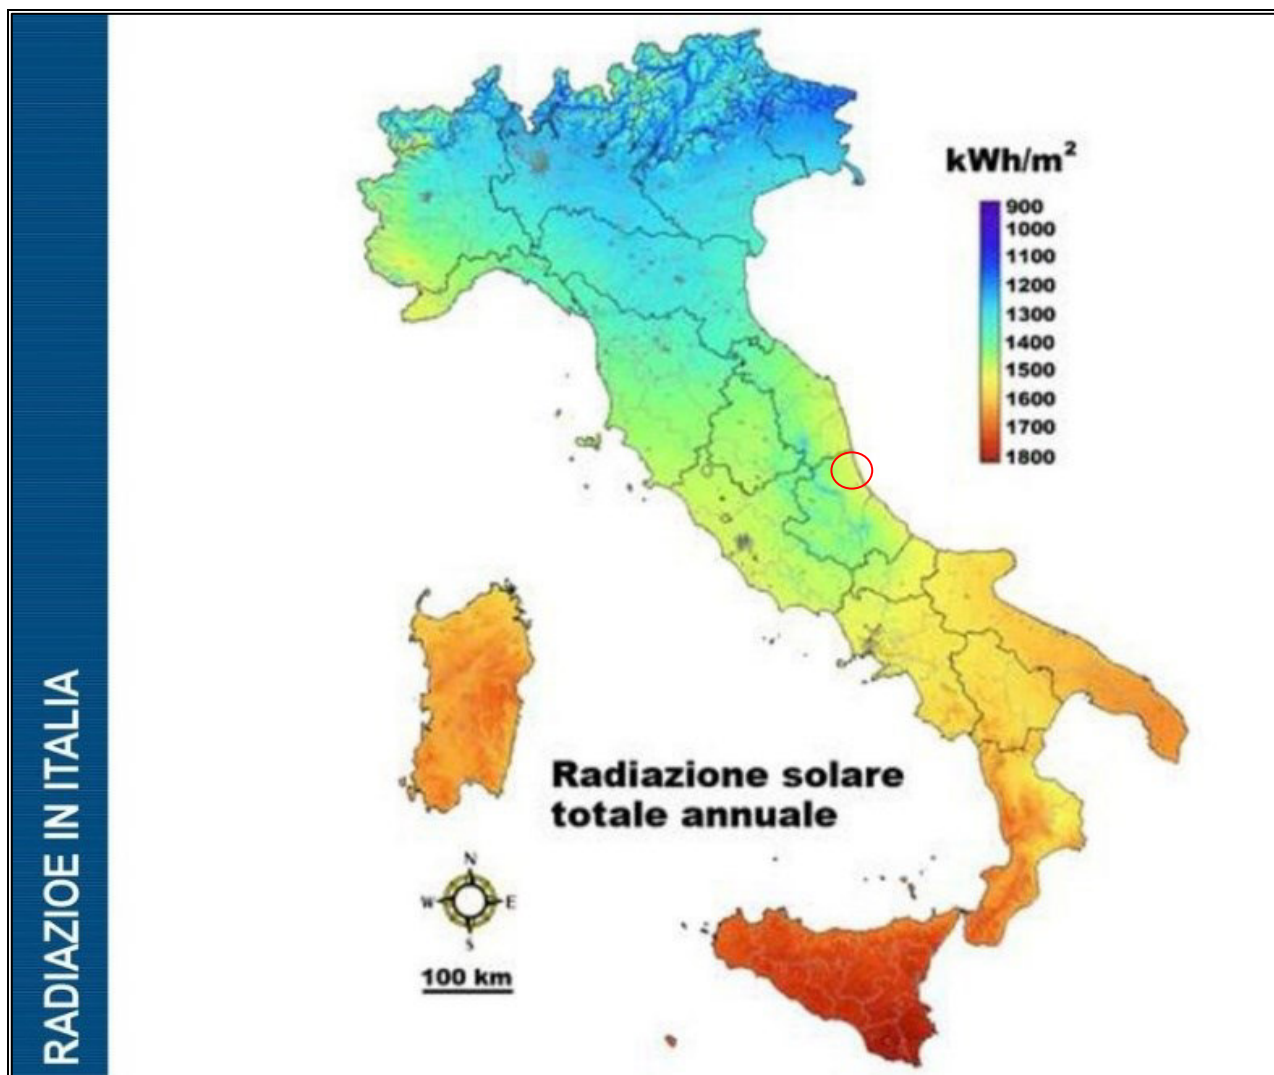 RADIAZIOE IN ITALIA
kWh/m²
900
1000
1100
1200
1300
1400
1500
1600
1700
1800
Radiazione solare
totale annuale
N
W E
S
100 km